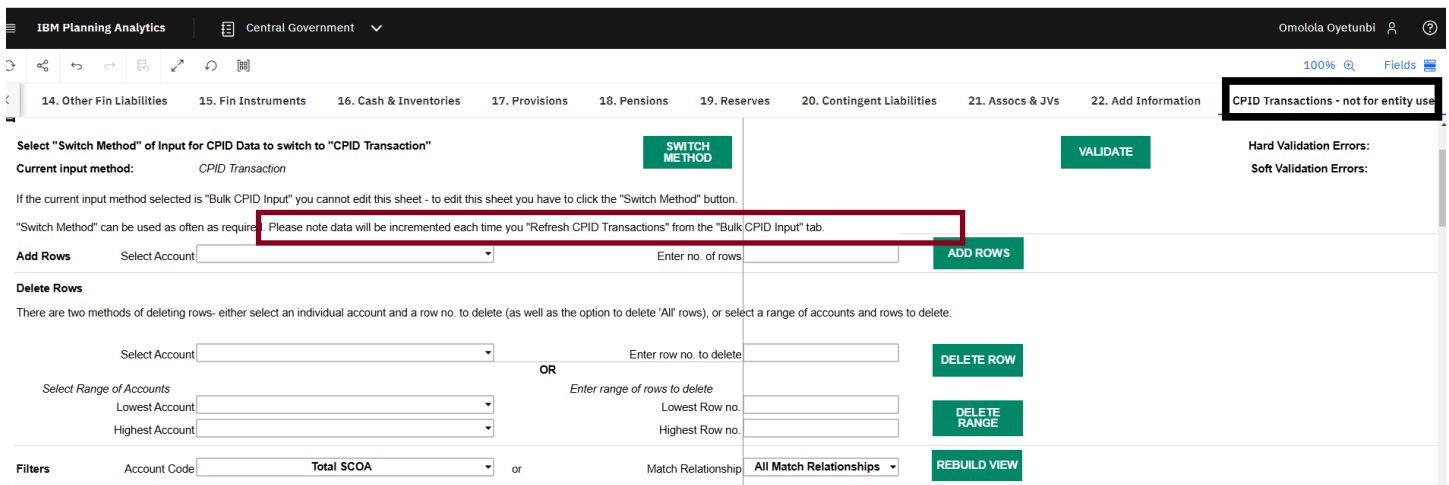 IBM Planning Analytics Central Government Omolola Oyetunbi
100% Fields
14. Other Fin Liabilities 15. Fin Instruments 16. Cash & Inventories 17. Provisions 18. Pensions 19. Reserves 20. Contingent Liabilities 21. Assocs & JVs 22. Add Information CPID Transactions - not for entity use
Select "Switch Method" of Input for CPID Data to switch to "CPID Transaction" SWITCH METHOD VALIDATE Hard Validation Errors:
Current input method: CPID Transaction Soft Validation Errors:
If the current input method selected is "Bulk CPID Input" you cannot edit this sheet - to edit this sheet you have to click the "Switch Method" button.
"Switch Method" can be used as often as required. Please note data will be incremented each time you "Refresh CPID Transactions" from the "Bulk CPID Input" tab.
Add Rows Select Account Enter no. of rows ADD ROWS
Delete Rows
There are two methods of deleting rows- either select an individual account and a row no. to delete (as well as the option to delete 'All' rows), or select a range of accounts and rows to delete.
Select Account Enter row no. to delete DELETE ROW
OR
Select Range of Accounts Enter range of rows to delete
Lowest Account Lowest Row no. DELETE RANGE
Highest Account Highest Row no.
Filters Account Code Total SCOA or Match Relationship All Match Relationships REBUILD VIEW